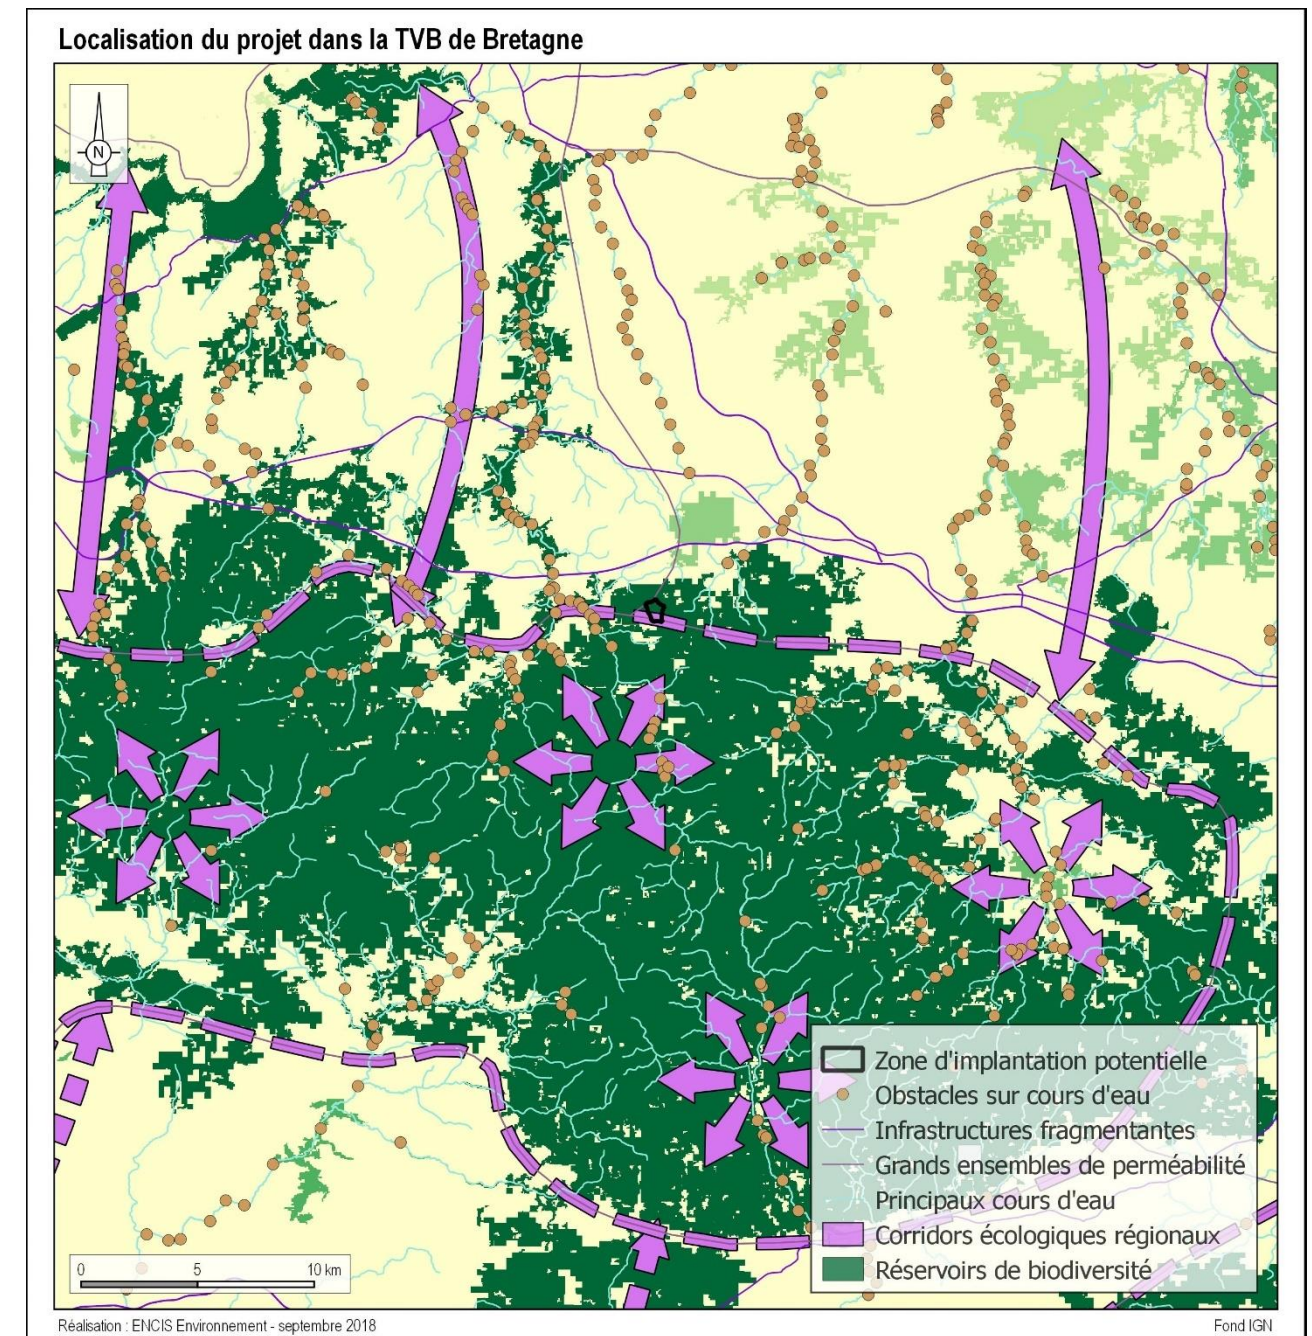 Localisation du projet dans la TVB de Bretagne
N
Zone d'implantation potentielle
Obstacles sur cours d'eau
Infrastructures fragmentantes
Grands ensembles de perméabilité
Principaux cours d'eau
Corridors écologiques régionaux
Réservoirs de biodiversité
0 5 10 km
Réalisation : ENCIS Environnement - septembre 2018
Fond IGN